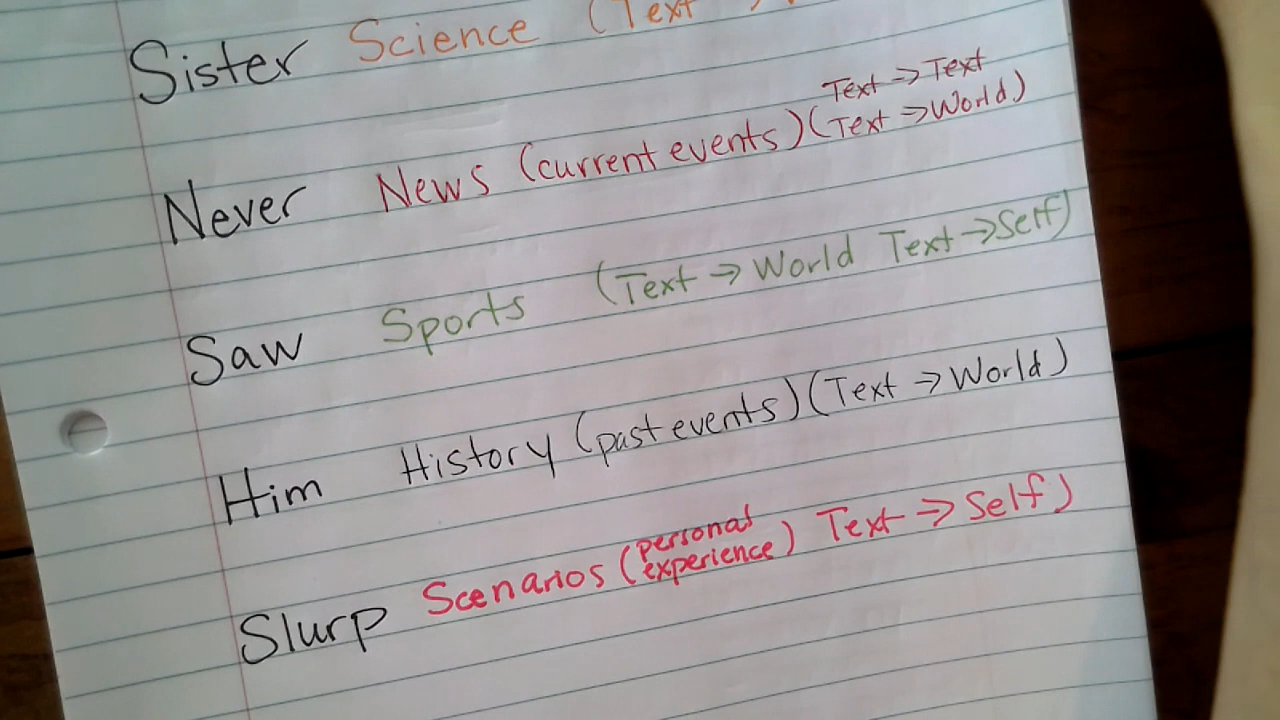 Sister Science (Text
Text → Text
Never News (current events) (Text → World)
Saw Sports (Text → World Text → Self)
Him History (past events) (Text → World)
Slurp Scenarios (personal experience) Text → Self)